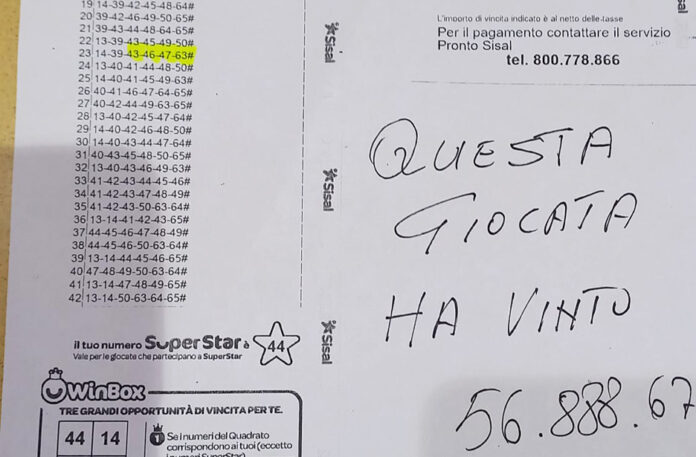 19 14-39-42-45-48-64#
20 39-42-46-49-50-65#
21 39-43-44-48-64-65#
22 13-39-43-45-49-50#
23 14-39-43-46-47-63#
24 13-40-41-44-48-50#
25 14-40-41-45-49-63#
26 40-41-46-47-64-65#
27 40-42-44-49-63-65#
28 13-40-42-45-47-64#
29 14-40-42-46-48-50#
30 14-40-43-44-47-64#
31 40-43-45-48-50-65#
32 13-40-43-46-49-63#
33 41-42-43-44-45-46#
34 41-42-43-47-48-49#
35 41-42-43-50-63-64#
36 13-14-41-42-43-65#
37 44-45-46-47-48-49#
38 44-45-46-50-63-64#
39 13-14-44-45-46-65#
40 47-48-49-50-63-64#
41 13-14-47-48-49-65#
42 13-14-50-63-64-65#
il tuo numero SuperStar è 44
Vale per le giocate che partecipano a SuperStar
WinBox
TRE GRANDI OPPORTUNITÀ DI VINCITA PER TE.
44 14
1 Se i numeri del Quadrato
corrispondono ai tuoi (eccetto
i numeri SuperStar)
Sisal
Sisal
Sisal
sal
L'importo di vincita indicato è al netto delle tasse
Per il pagamento contattare il servizio
Pronto Sisal
tel. 800.778.866
QUESTA
GIOCATA
HA VINTO
56.888.67